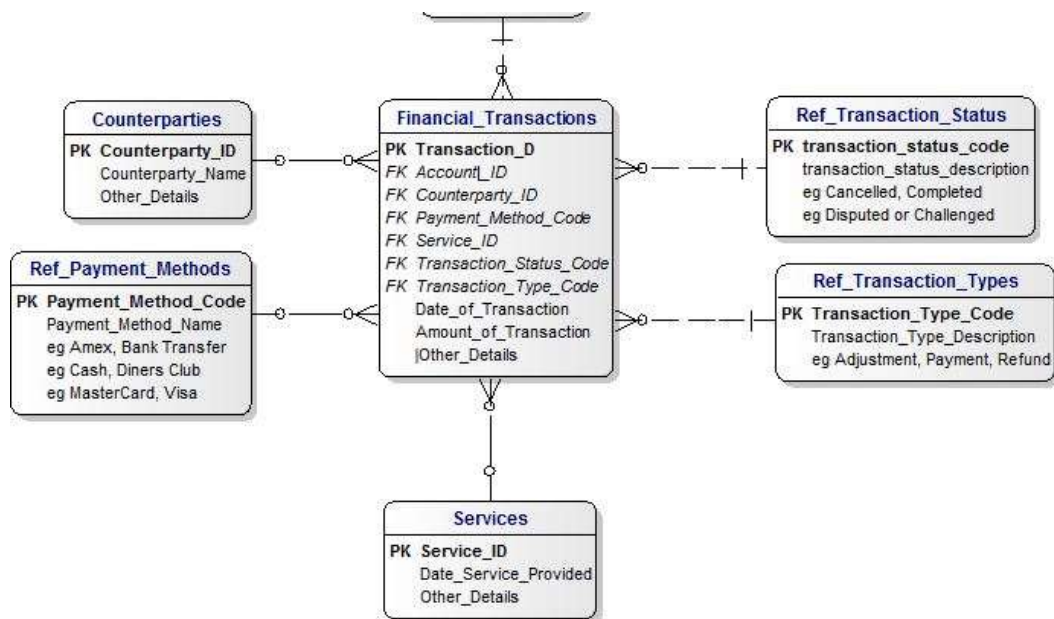 Counterparties
PK Counterparty_ID
Counterparty_Name
Other_Details
Financial_Transactions
PK Transaction_D
FK Account|_ID
FK Counterparty_ID
FK Payment_Method_Code
FK Service_ID
FK Transaction_Status_Code
FK Transaction_Type_Code
Date_of_Transaction
Amount_of_Transaction
|Other_Details
Ref_Transaction_Status
PK transaction_status_code
transaction_status_description
eg Cancelled, Completed
eg Disputed or Challenged
Ref_Payment_Methods
PK Payment_Method_Code
Payment_Method_Name
eg Amex, Bank Transfer
eg Cash, Diners Club
eg MasterCard, Visa
Ref_Transaction_Types
PK Transaction_Type_Code
Transaction_Type_Description
eg Adjustment, Payment, Refund
Services
PK Service_ID
Date_Service_Provided
Other_Details